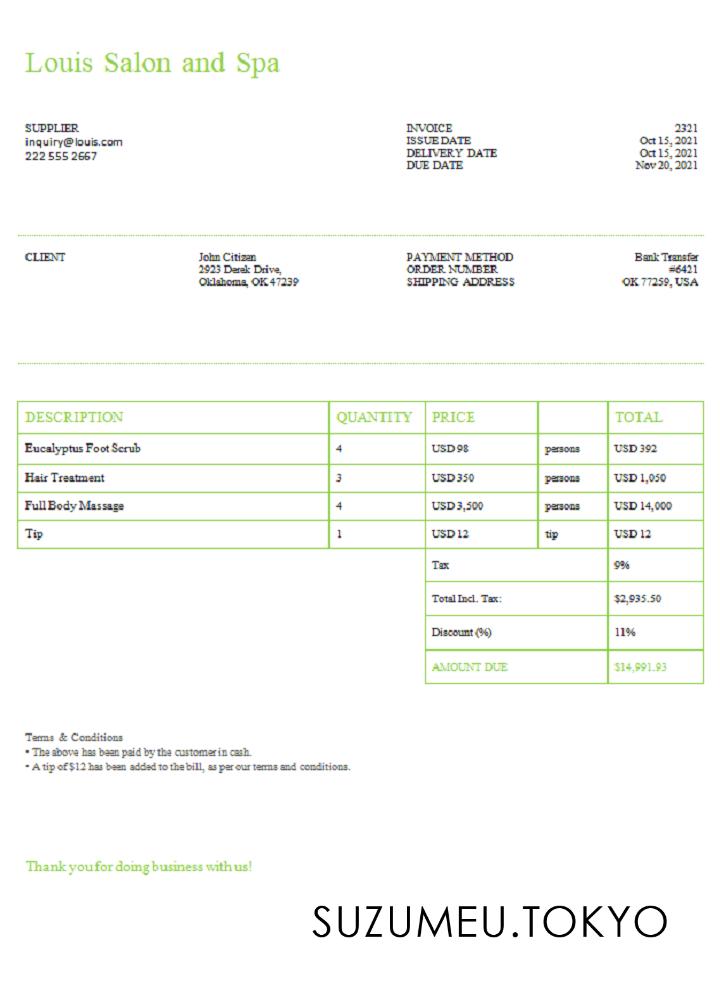 Louis Salon and Spa
SUPPLIER
inquiry@louis.com
222 555 2667
INVOICE 2321
ISSUE DATE Oct 15, 2021
DELIVERY DATE Oct 15, 2021
DUE DATE Nov 20, 2021
CLIENT
John Citizan
2923 Derek Drive,
Oklahoma, OK 47239
PAYMENT METHOD Bank Transfer
ORDER NUMBER #6421
SHIPPING ADDRESS OK 77259, USA
DESCRIPTION QUANTITY PRICE TOTAL
Eucalyptus Foot Scrub 4 USD 98 persons USD 392
Hair Treatment 3 USD 350 persons USD 1,050
Full Body Massage 4 USD 3,500 persons USD 14,000
Tip 1 USD 12 tip USD 12
Tax 9%
Total Incl. Tax: $2,935.50
Discount (%) 11%
AMOUNT DUE $14,991.93
Terms & Conditions
• The above has been paid by the customer in cash.
• A tip of $12 has been added to the bill, as per our terms and conditions.
Thank you for doing business with us!
SUZUMEU.TOKYO